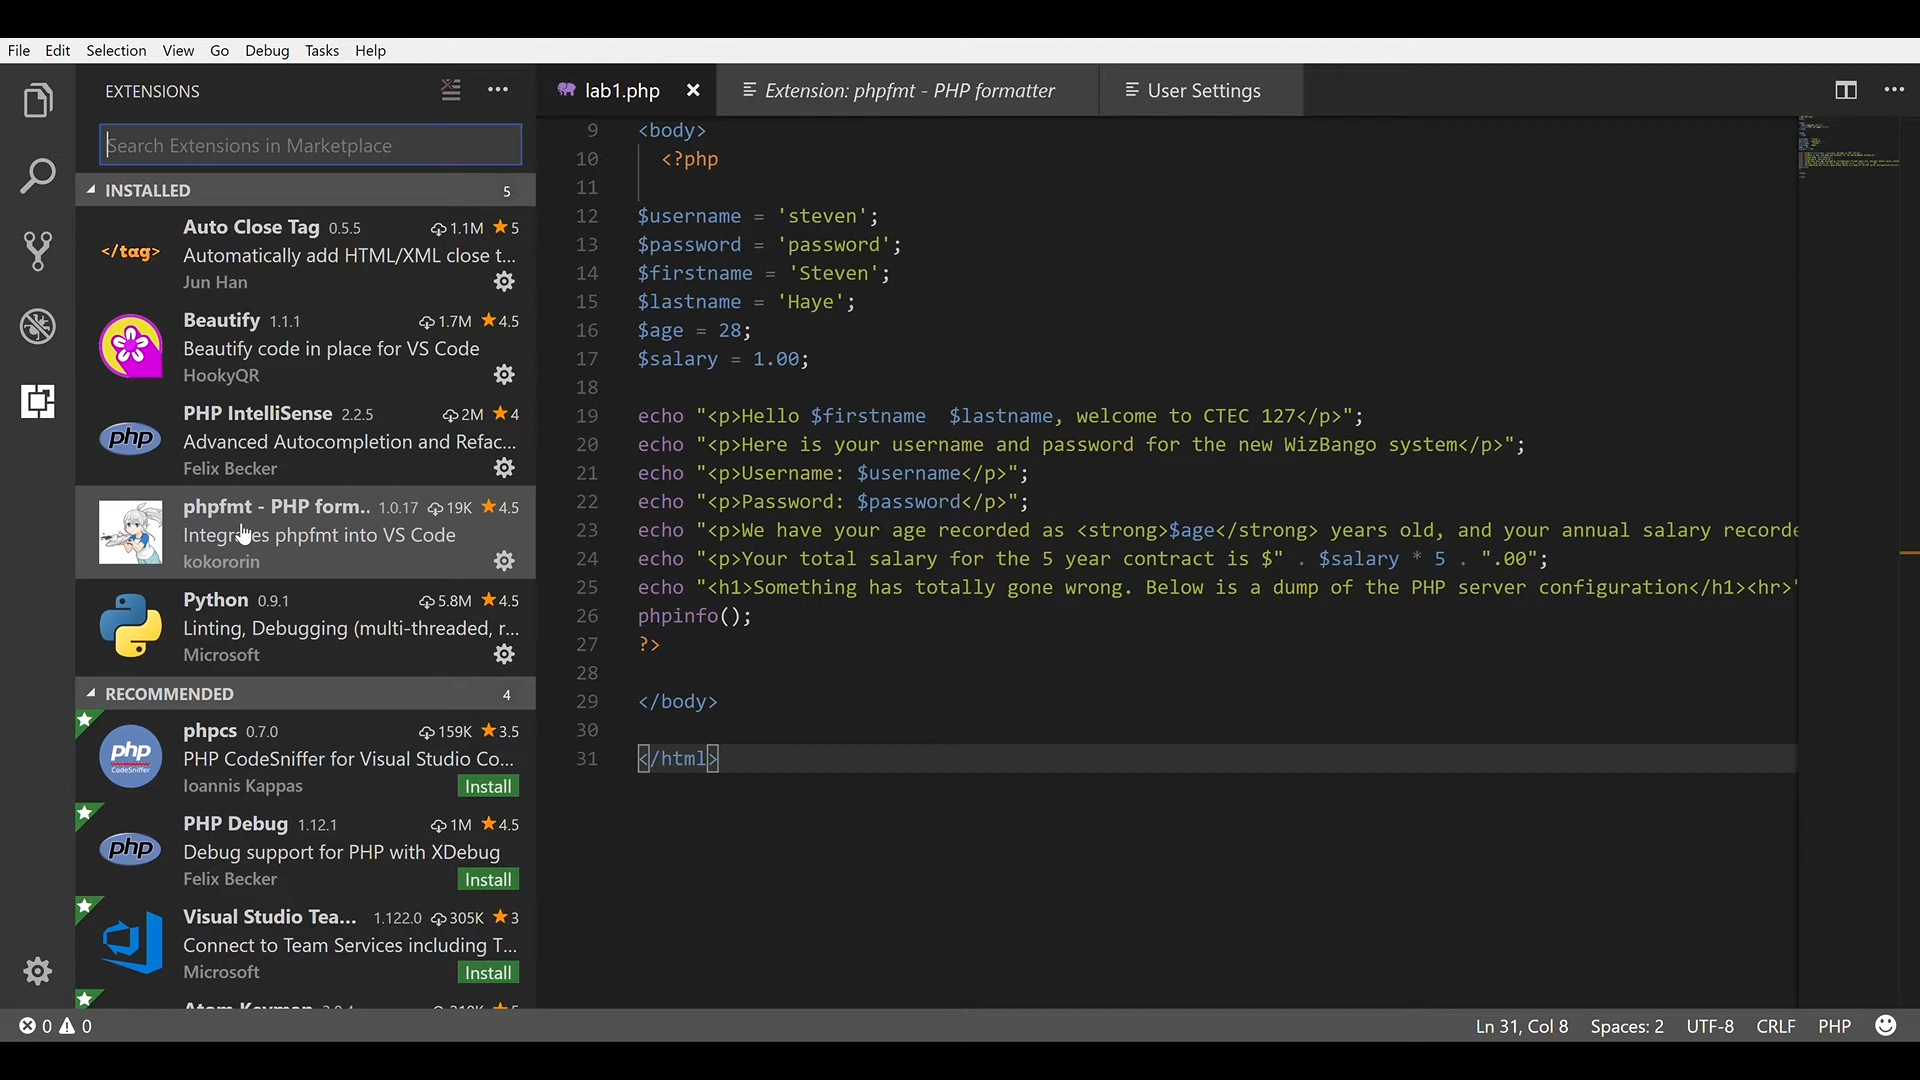 File Edit Selection View Go Debug Tasks Help
EXTENSIONS
Search Extensions in Marketplace
INSTALLED 5
</tag>
Auto Close Tag 0.5.5 1.1M 5
Automatically add HTML/XML close t...
Jun Han
Beautify 1.1.1 1.7M 4.5
Beautify code in place for VS Code
HookyQR
php
PHP IntelliSense 2.2.5 2M 4
Advanced Autocompletion and Refac...
Felix Becker
phpfmt - PHP form.. 1.0.17 19K 4.5
Integrates phpfmt into VS Code
kokororin
Python 0.9.1 5.8M 4.5
Linting, Debugging (multi-threaded, r...
Microsoft
RECOMMENDED 4
php
CodeSniffer
phpcs 0.7.0 159K 3.5
PHP CodeSniffer for Visual Studio Co...
Ioannis Kappas Install
php
PHP Debug 1.12.1 1M 4.5
Debug support for PHP with XDebug
Felix Becker Install
Visual Studio Tea... 1.122.0 305K 3
Connect to Team Services including T...
Microsoft Install
lab1.php Extension: phpfmt - PHP formatter User Settings
9 <body>
10 <?php
11
12 $username = 'steven';
13 $password = 'password';
14 $firstname = 'Steven';
15 $lastname = 'Haye';
16 $age = 28;
17 $salary = 1.00;
18
19 echo "<p>Hello $firstname  $lastname, welcome to CTEC 127</p>";
20 echo "<p>Here is your username and password for the new WizBango system</p>";
21 echo "<p>Username: $username</p>";
22 echo "<p>Password: $password</p>";
23 echo "<p>We have your age recorded as <strong>$age</strong> years old, and your annual salary recorde
24 echo "<p>Your total salary for the 5 year contract is $" . $salary * 5 . ".00";
25 echo "<h1>Something has totally gone wrong. Below is a dump of the PHP server configuration</h1><hr>"
26 phpinfo();
27 ?>
28
29 </body>
30
31 </html>
0 0 Ln 31, Col 8 Spaces: 2 UTF-8 CRLF PHP